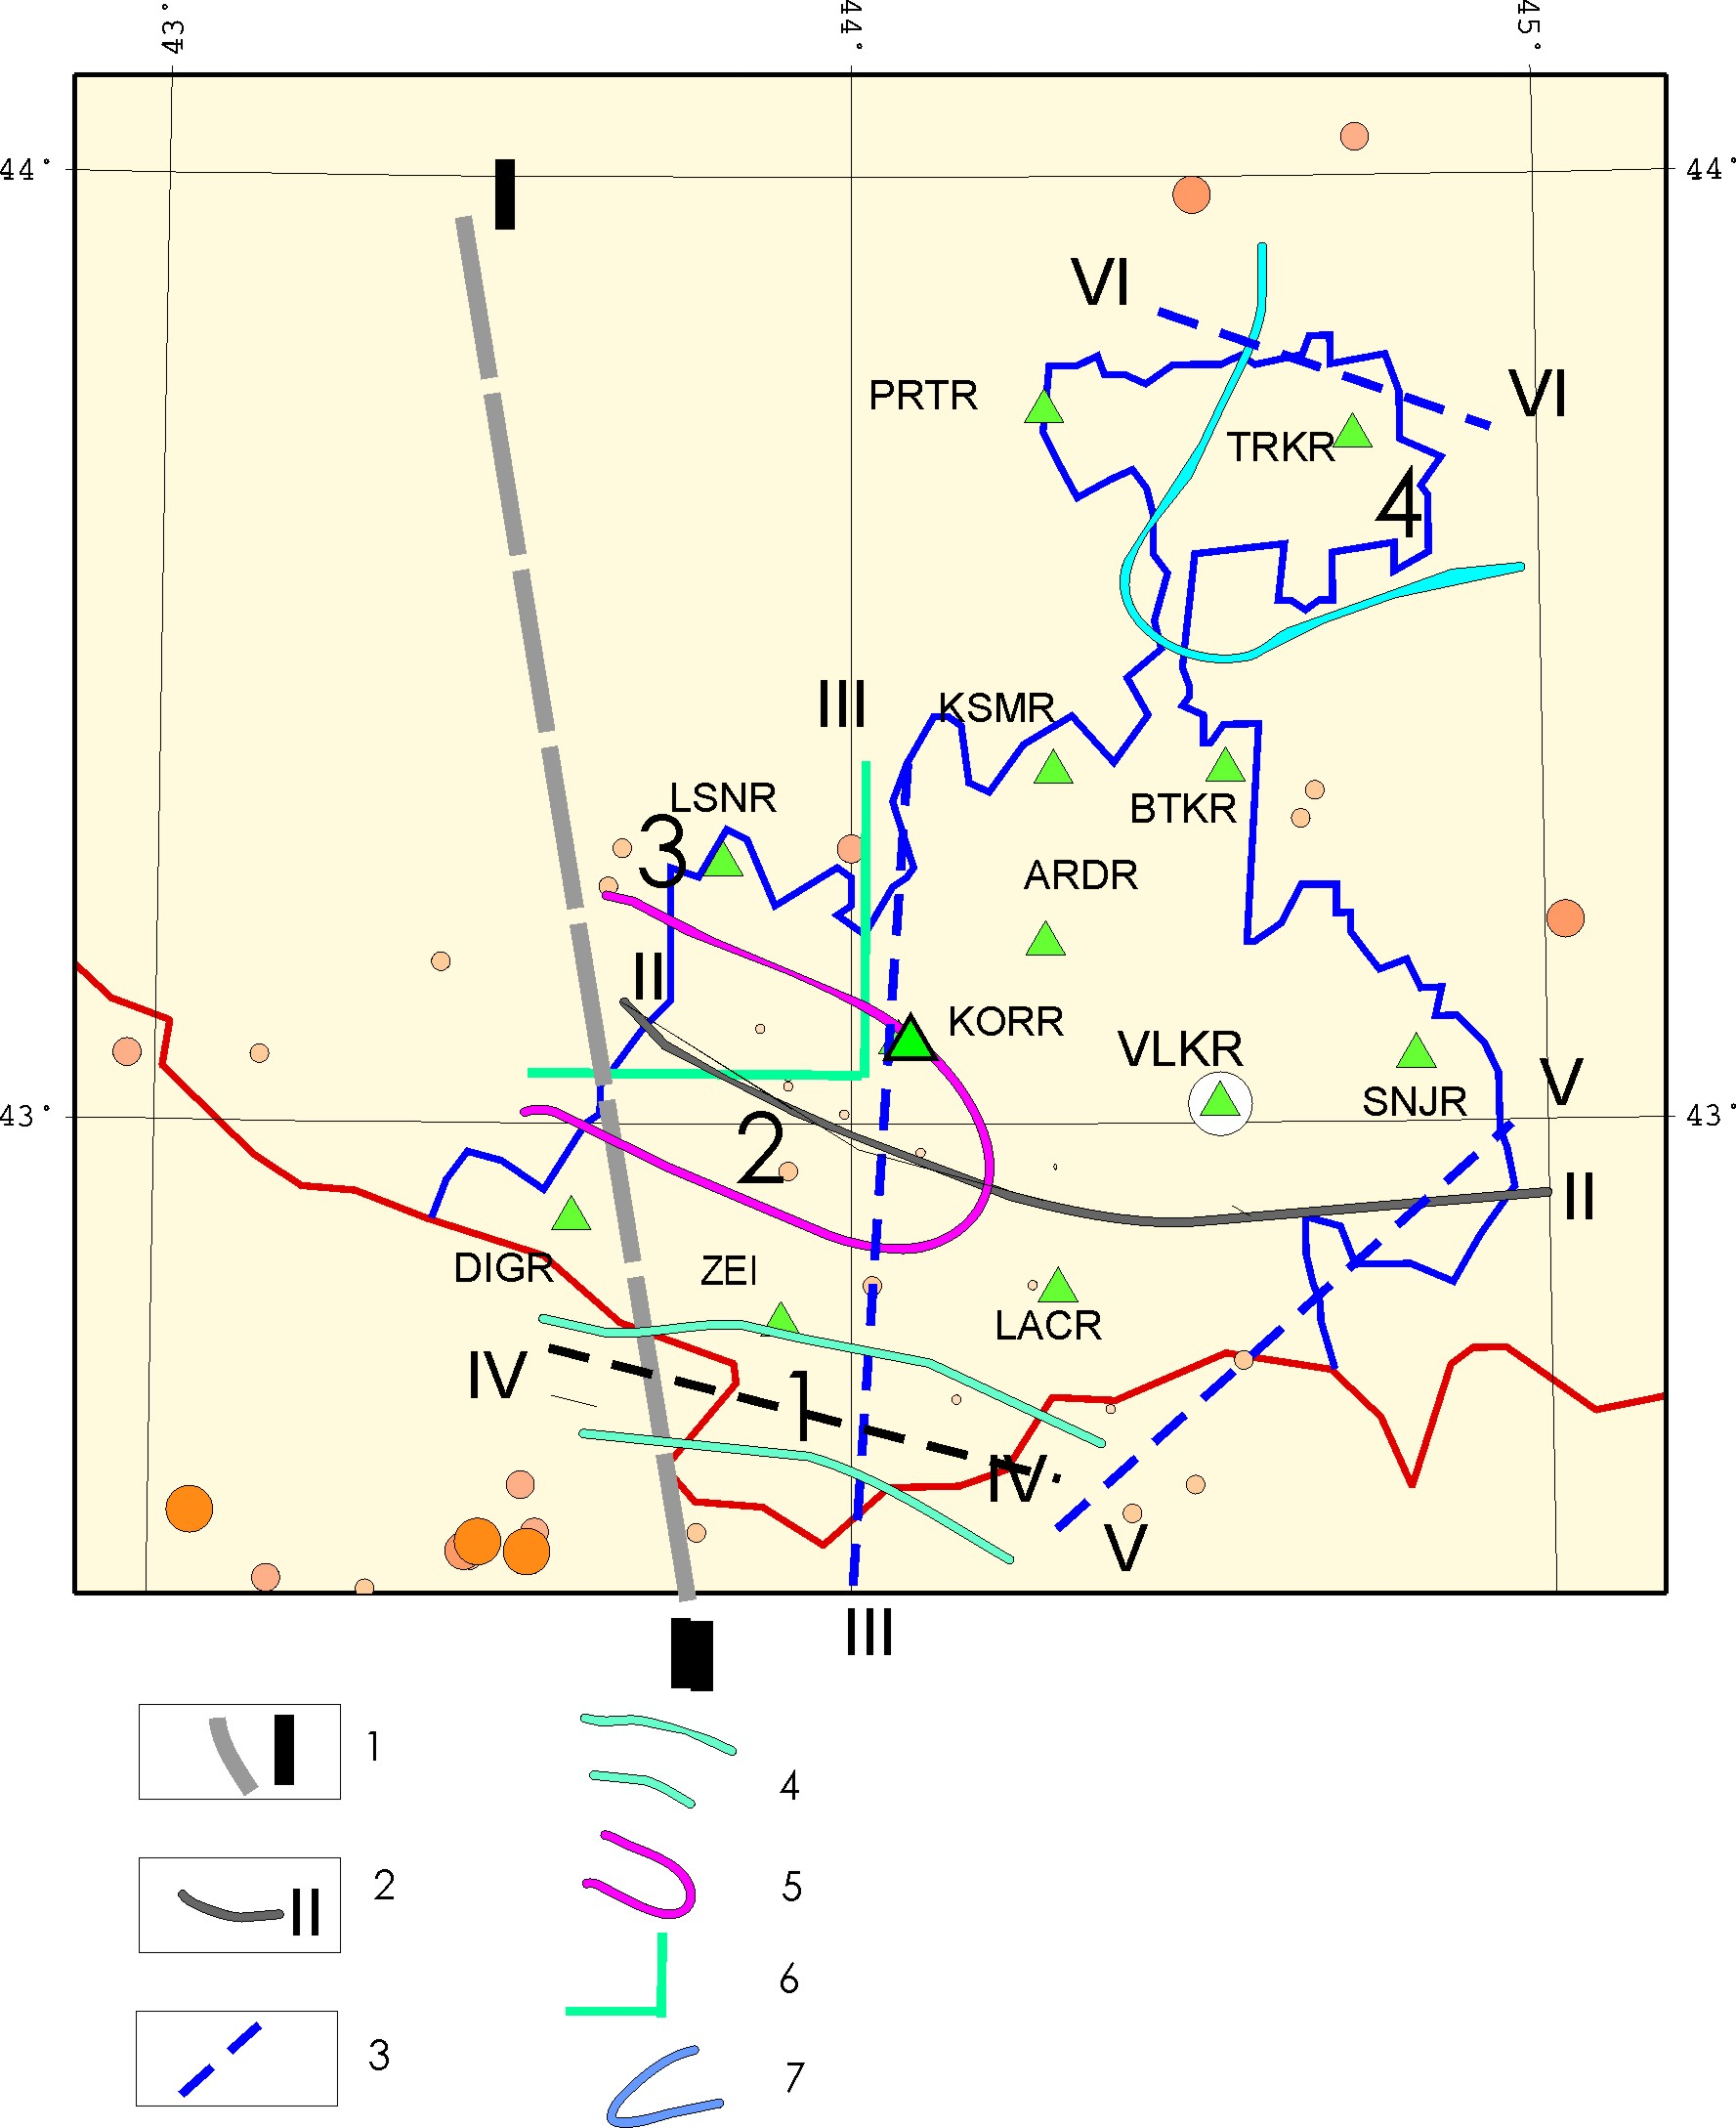 43°
44°
45°
44°
44°
I
VI
VI
PRTR
TRKR
4
III
KSMR
LSNR
BTKR
3
ARDR
II
KORR
VLKR
V
SNJR
43°
43°
2
II
DIGR
ZEI
LACR
IV
1
IV
V
III
I
I 1
4
II 2
5
6
3
7